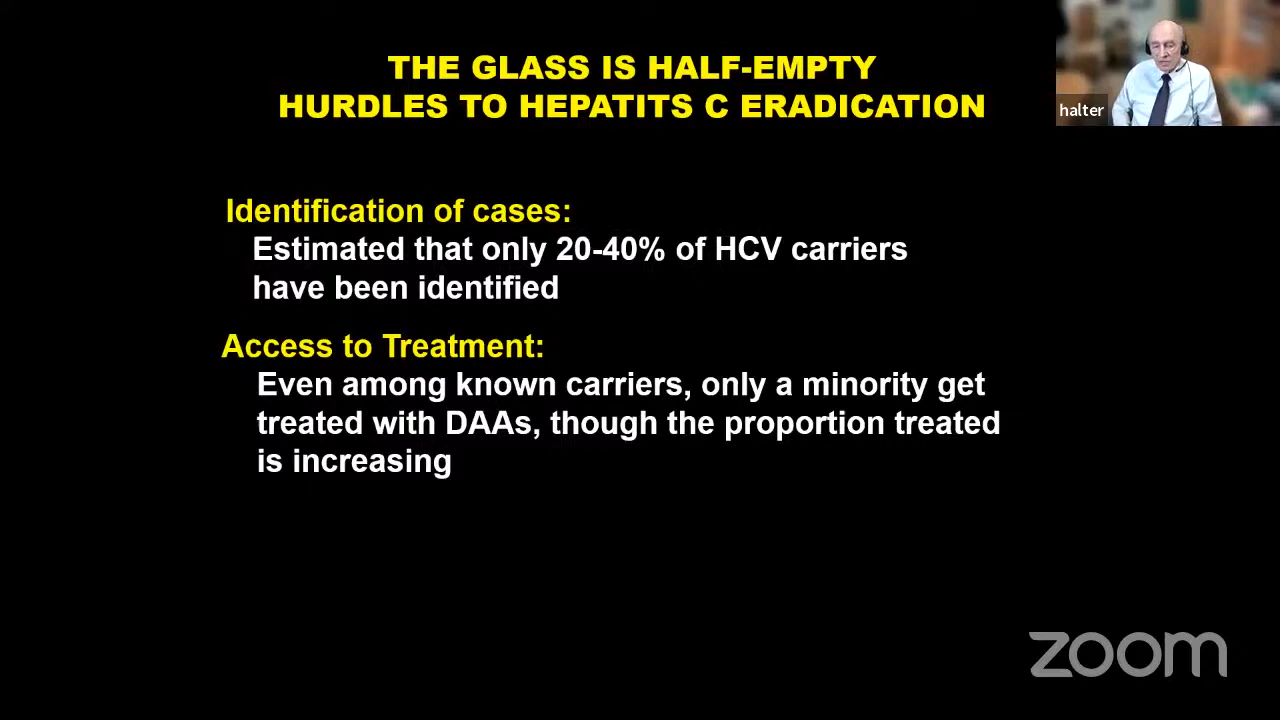 THE GLASS IS HALF-EMPTY
HURDLES TO HEPATITS C ERADICATION
halter
Identification of cases:
Estimated that only 20-40% of HCV carriers
have been identified
Access to Treatment:
Even among known carriers, only a minority get
treated with DAAs, though the proportion treated
is increasing
zoom